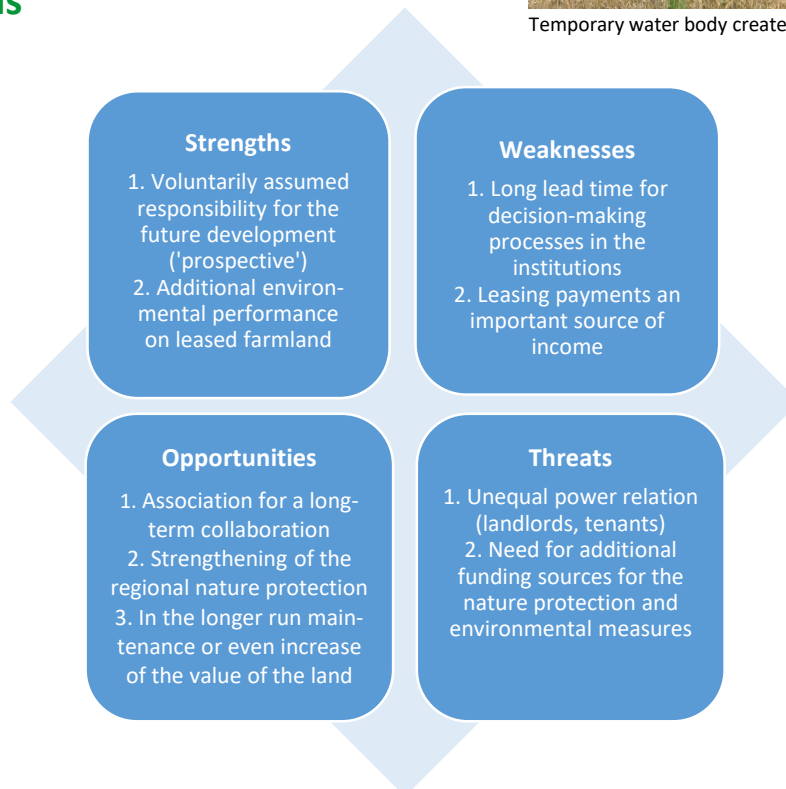 Temporary water body create
Strengths
1. Voluntarily assumed
responsibility for the
future development
('prospective')
2. Additional environ-
mental performance
on leased farmland
Weaknesses
1. Long lead time for
decision-making
processes in the
institutions
2. Leasing payments an
important source of
income
Opportunities
1. Association for a long-
term collaboration
2. Strengthening of the
regional nature protection
3. In the longer run main-
tenance or even increase
of the value of the land
Threats
1. Unequal power relation
(landlords, tenants)
2. Need for additional
funding sources for the
nature protection and
environmental measures